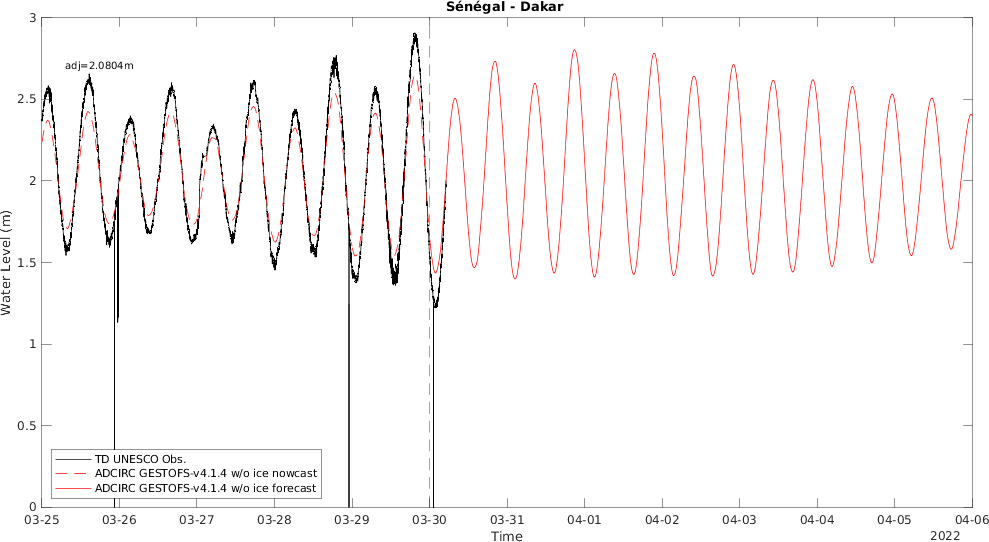 Sénégal - Dakar
3
adj=2.0804m
2.5
2
1.5
1
0.5
0
Water Level (m)
TD UNESCO Obs.
ADCIRC GESTOFS-v4.1.4 w/o ice nowcast
ADCIRC GESTOFS-v4.1.4 w/o ice forecast
03-25 03-26 03-27 03-28 03-29 03-30 03-31 04-01 04-02 04-03 04-04 04-05 04-06
Time
2022